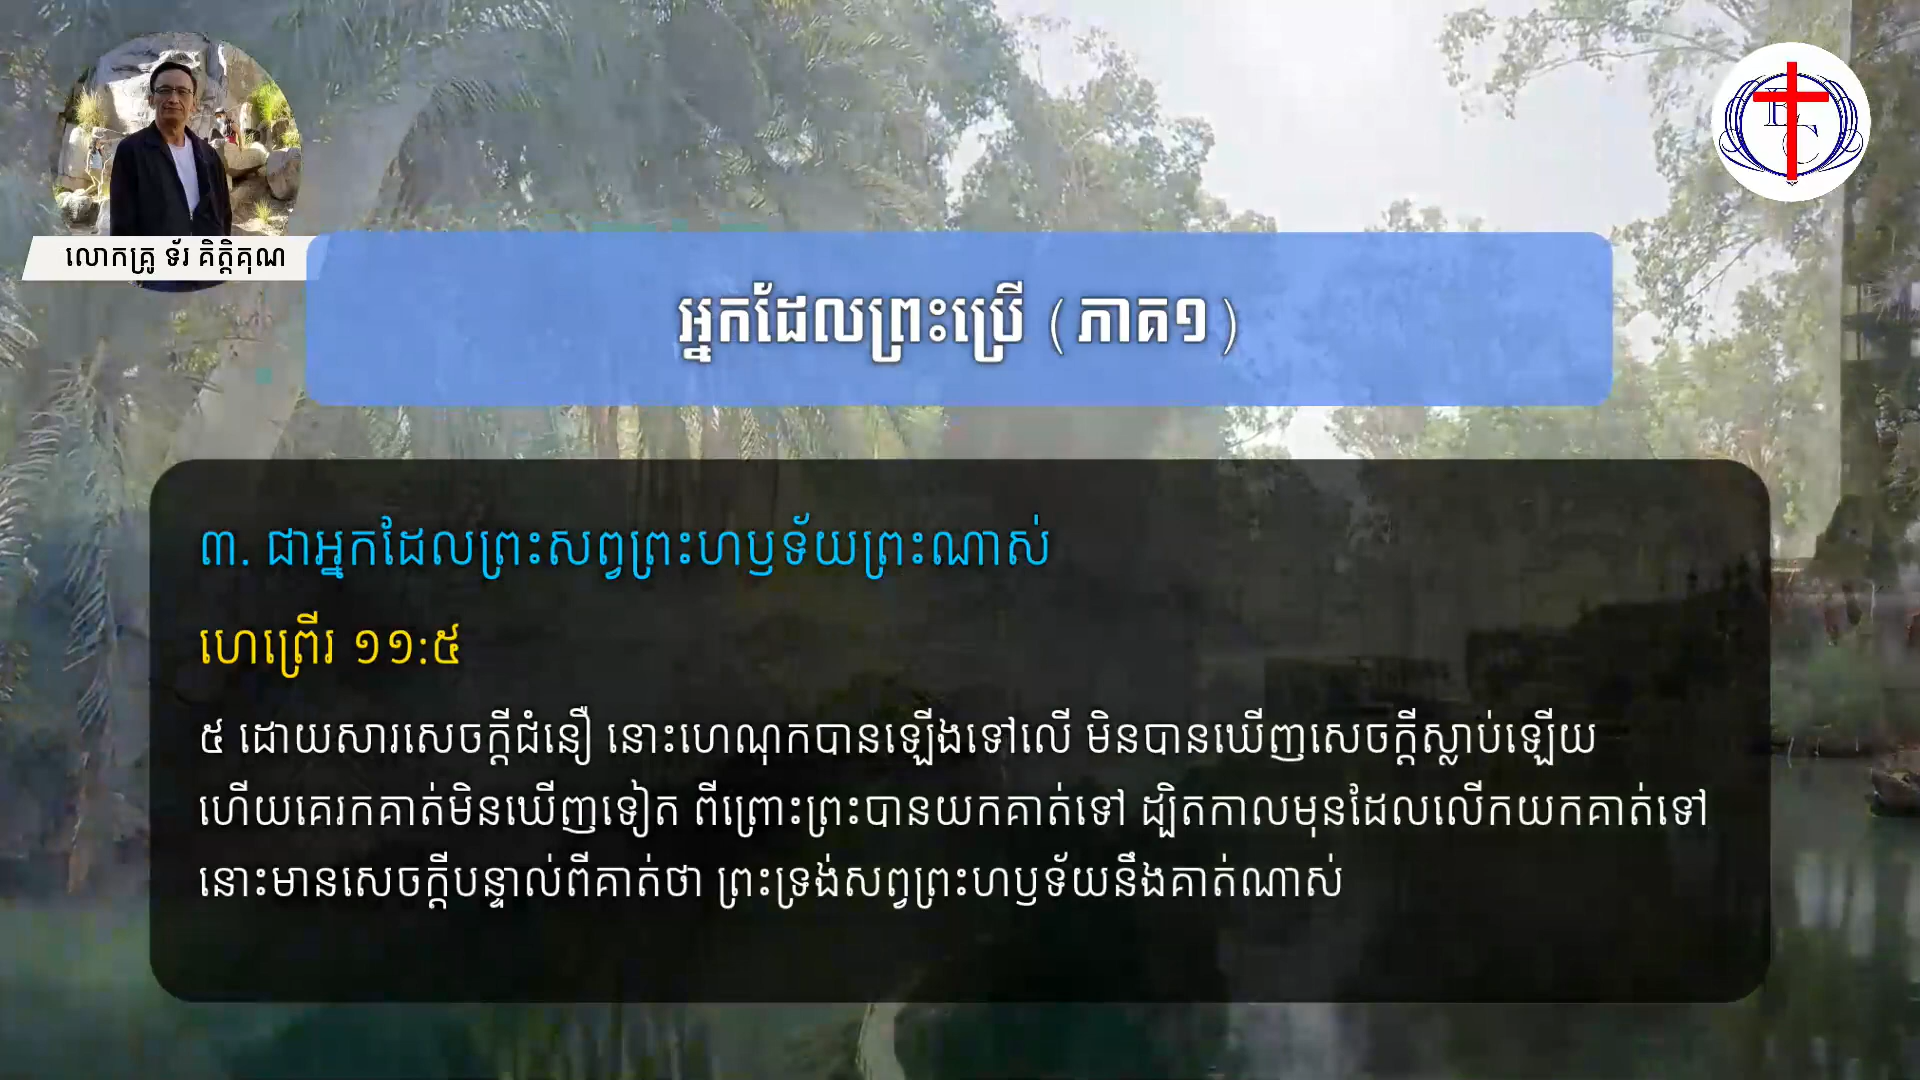 លោកគ្រូ ទ័រ គិត្តិគុណ
EC
អ្នកដែលព្រះប្រើ (ភាគ១)
៣. ជាអ្នកដែលព្រះសព្វព្រះហឫទ័យព្រះណាស់
ហេព្រើរ ១១:៥
៥ ដោយសារសេចក្ដីជំនឿ នោះហេណុកបានឡើងទៅលើ មិនបានឃើញសេចក្ដីស្លាប់ឡើយ
ហើយគេរកគាត់មិនឃើញទៀត ពីព្រោះព្រះបានយកគាត់ទៅ ដ្បិតកាលមុនដែលលើកយកគាត់ទៅ
នោះមានសេចក្ដីបន្ទាល់ពីគាត់ថា ព្រះទ្រង់សព្វព្រះហឫទ័យនឹងគាត់ណាស់